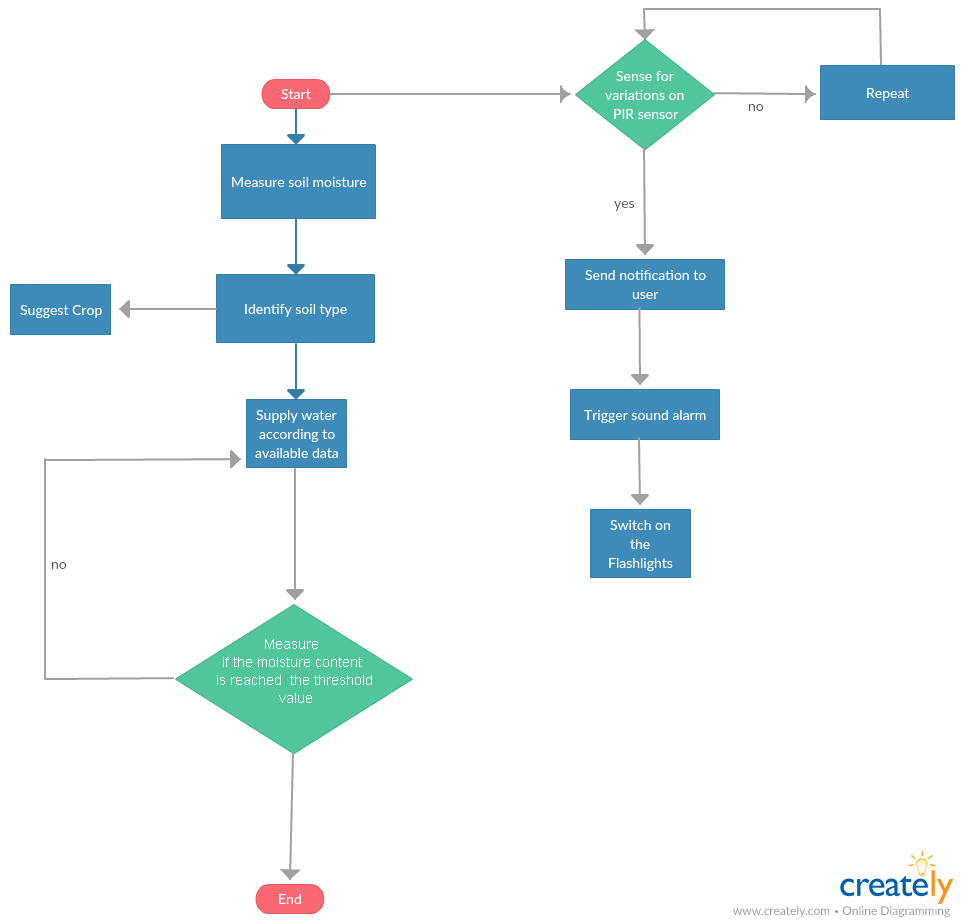 Start
Sense for
variations on
PIR sensor
no
Repeat
Measure soil moisture
yes
Identify soil type
Suggest Crop
Send notification to
user
Supply water
according to
available data
Trigger sound alarm
no
Switch on
the
Flashlights
Measure
if the moisture content
is reached  the threshold
value
End
creately
www.creately.com • Online Diagramming